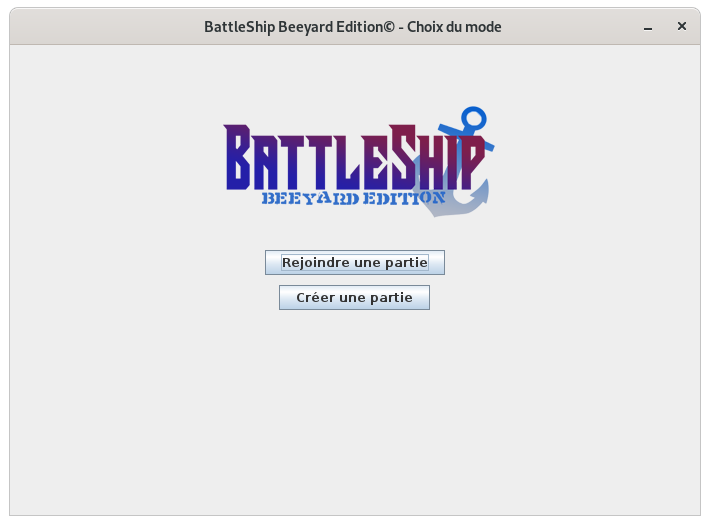 BattleShip Beeyard Edition© - Choix du mode
BATTLESHIP
BEEYARD EDITION
Rejoindre une partie
Créer une partie